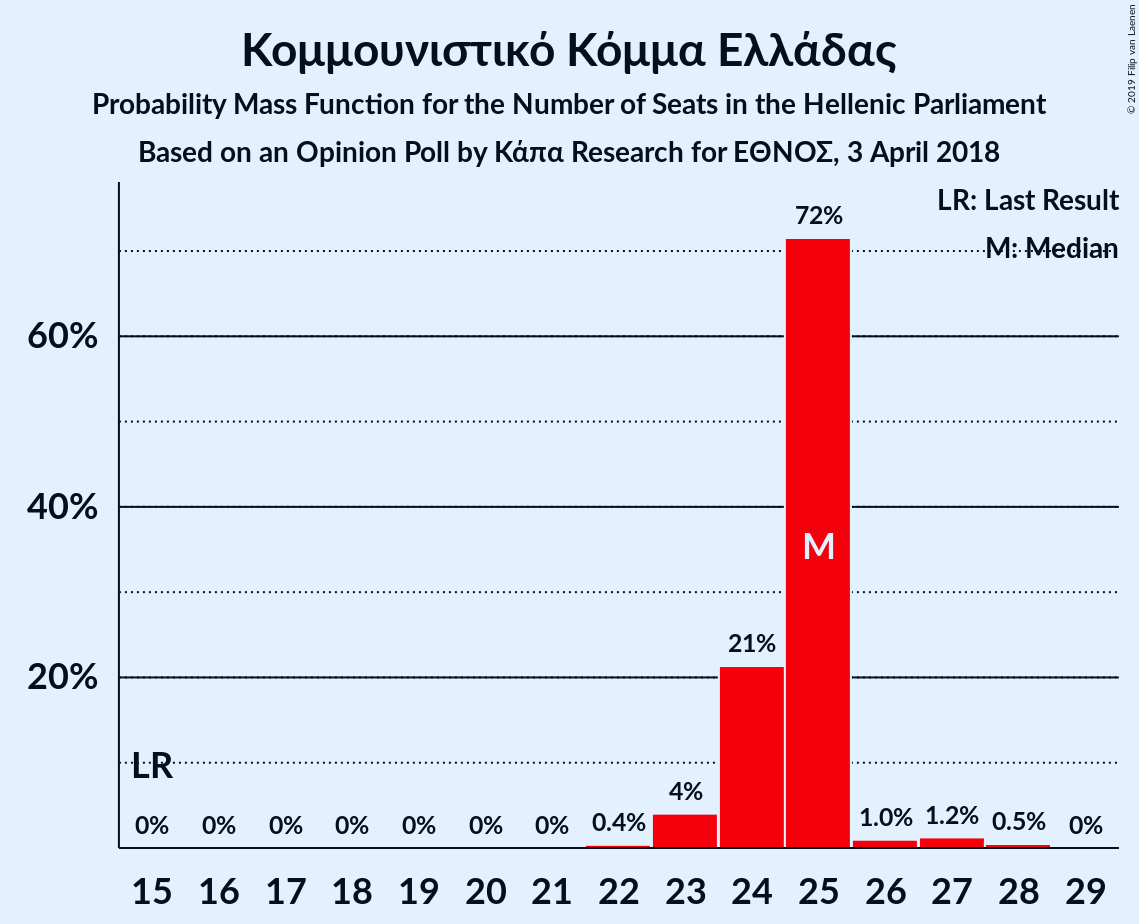 Κομμουνιστικό Κόμμα Ελλάδας
Probability Mass Function for the Number of Seats in the Hellenic Parliament
Based on an Opinion Poll by Κάπα Research for ΕΘΝΟΣ, 3 April 2018
© 2019 Filip van Laenen
LR: Last Result
M: Median
72%
60%
40%
M
21%
20%
LR
4%
0% 0% 0% 0% 0% 0% 0% 0.4% 1.0% 1.2% 0.5% 0%
15 16 17 18 19 20 21 22 23 24 25 26 27 28 29